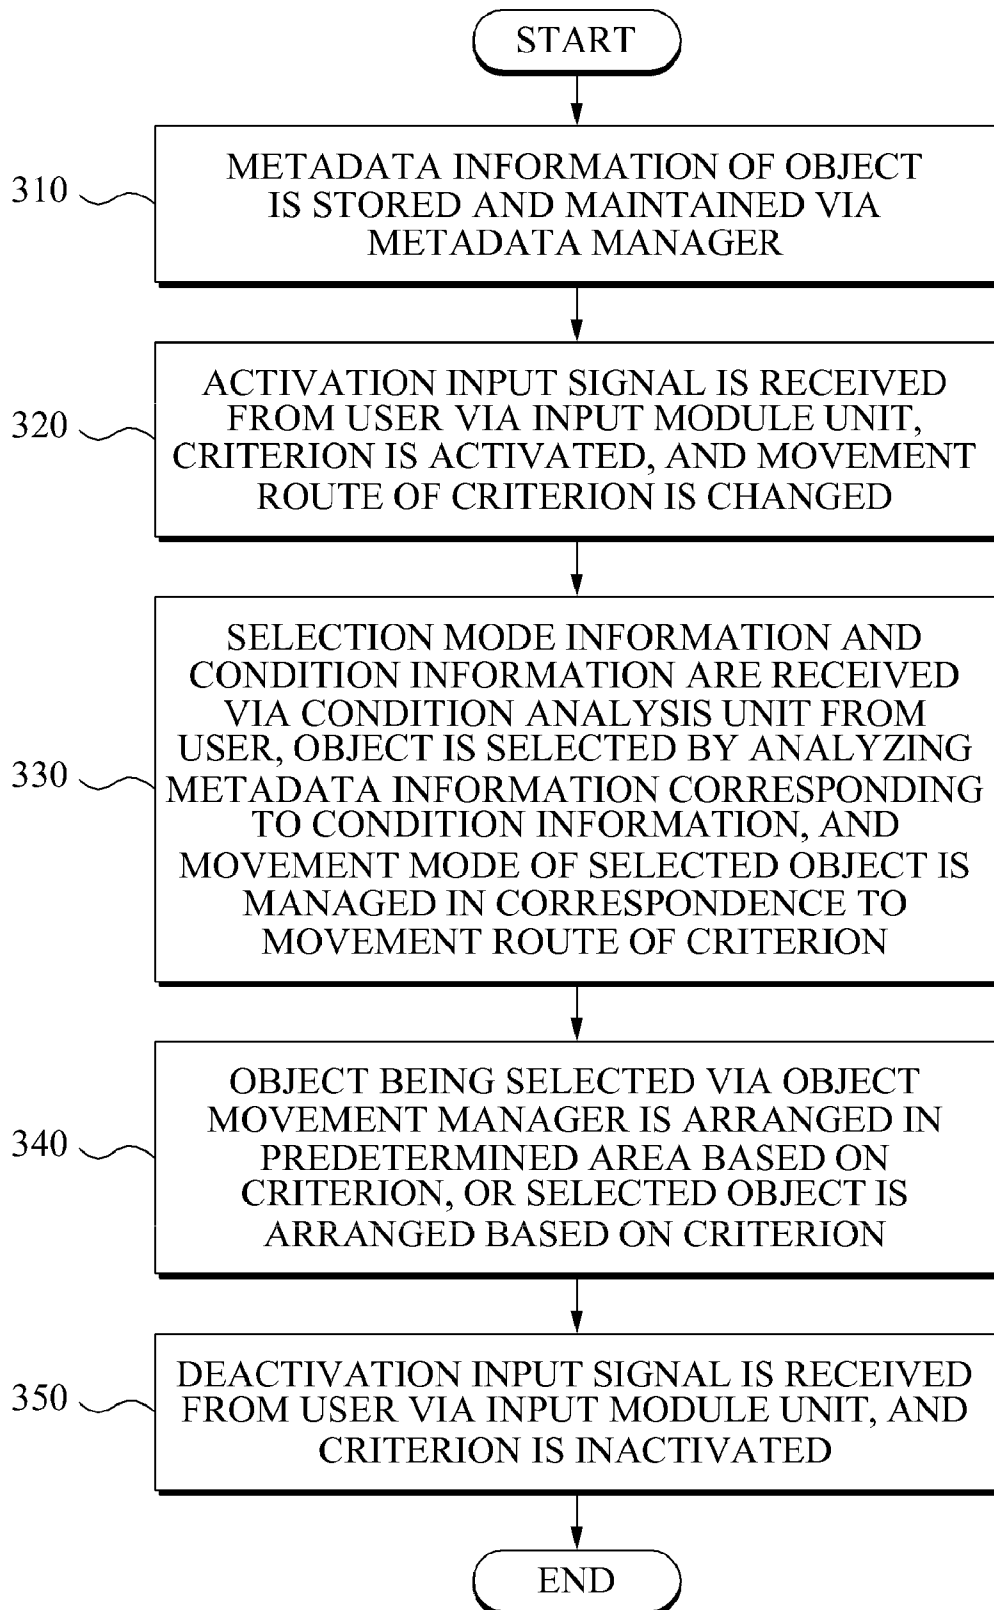 START
310
METADATA INFORMATION OF OBJECT
IS STORED AND MAINTAINED VIA
METADATA MANAGER
320
ACTIVATION INPUT SIGNAL IS RECEIVED
FROM USER VIA INPUT MODULE UNIT,
CRITERION IS ACTIVATED, AND MOVEMENT
ROUTE OF CRITERION IS CHANGED
330
SELECTION MODE INFORMATION AND
CONDITION INFORMATION ARE RECEIVED
VIA CONDITION ANALYSIS UNIT FROM
USER, OBJECT IS SELECTED BY ANALYZING
METADATA INFORMATION CORRESPONDING
TO CONDITION INFORMATION, AND
MOVEMENT MODE OF SELECTED OBJECT IS
MANAGED IN CORRESPONDENCE TO
MOVEMENT ROUTE OF CRITERION
340
OBJECT BEING SELECTED VIA OBJECT
MOVEMENT MANAGER IS ARRANGED IN
PREDETERMINED AREA BASED ON
CRITERION, OR SELECTED OBJECT IS
ARRANGED BASED ON CRITERION
350
DEACTIVATION INPUT SIGNAL IS RECEIVED
FROM USER VIA INPUT MODULE UNIT, AND
CRITERION IS INACTIVATED
END